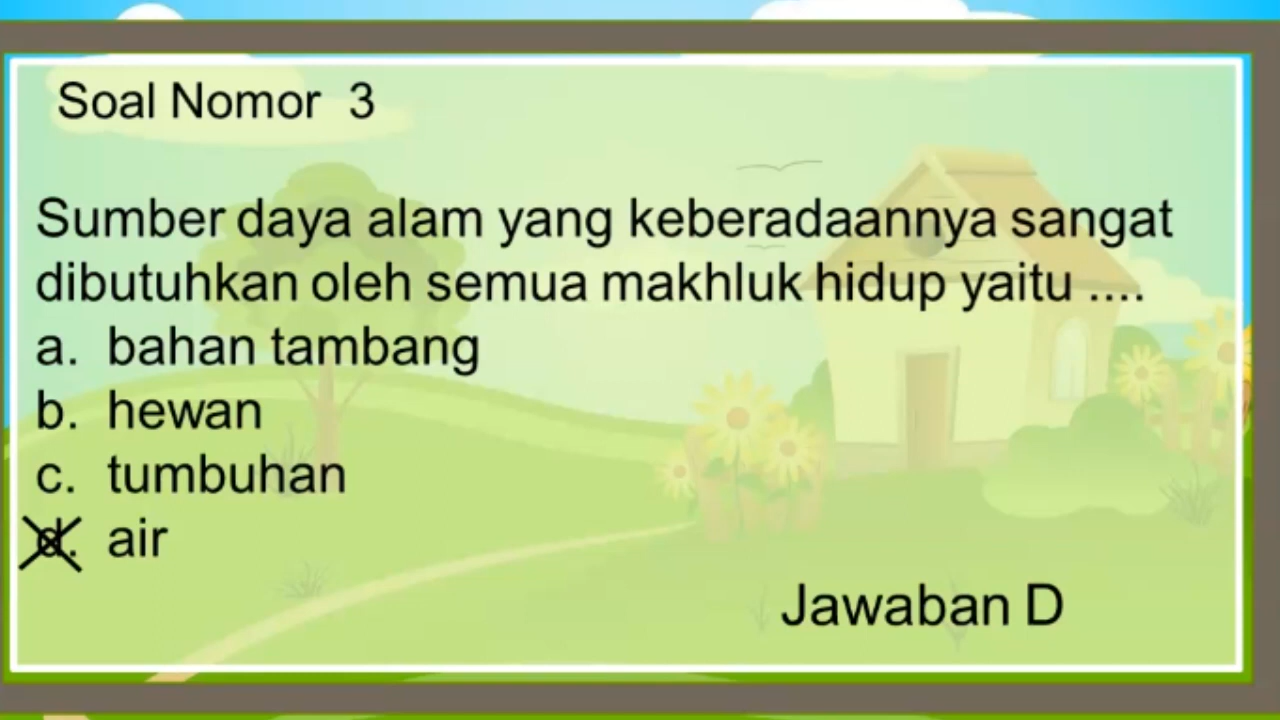 Soal Nomor 3
Sumber daya alam yang keberadaannya sangat
dibutuhkan oleh semua makhluk hidup yaitu ....
a. bahan tambang
b. hewan
c. tumbuhan
d. air
Jawaban D